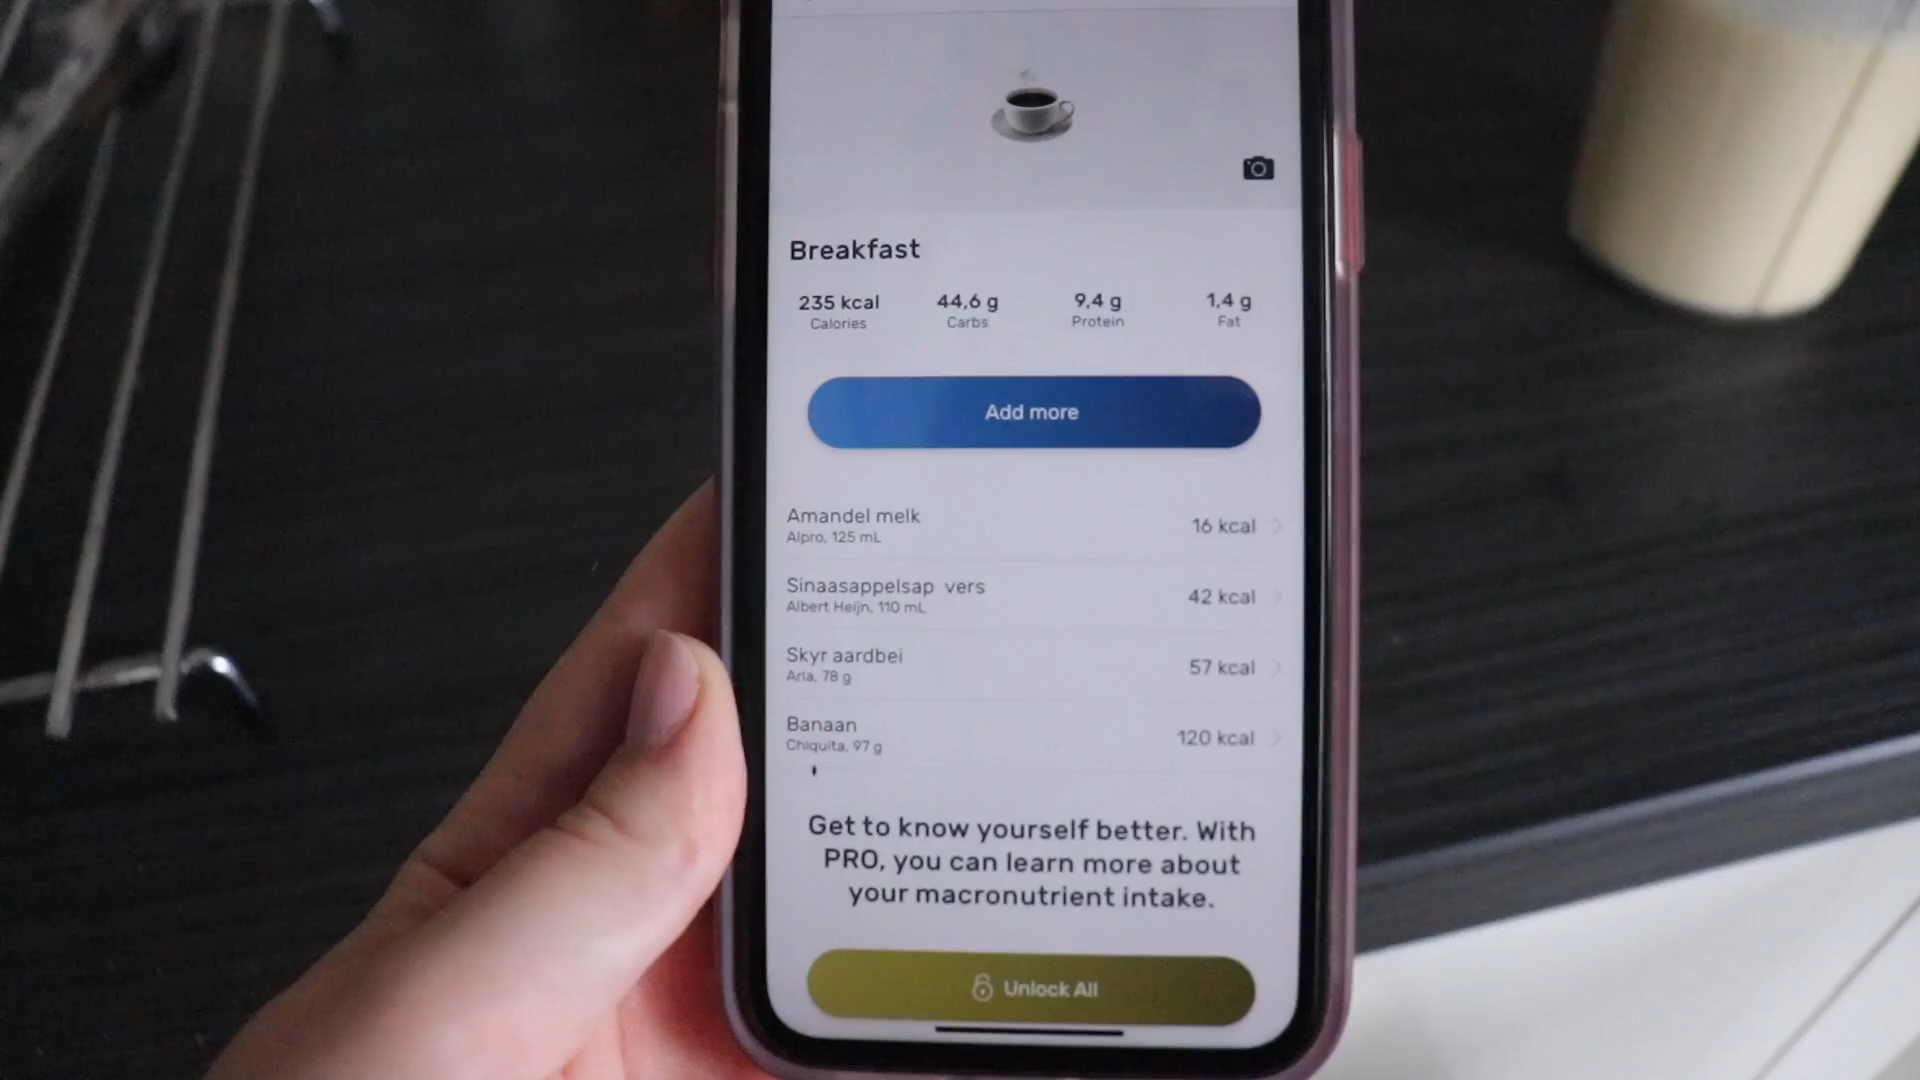 Breakfast
235 kcal 44,6 g 9,4 g 1,4 g
Calories Carbs Protein Fat
Add more
Amandel melk
Alpro, 125 mL
16 kcal
Sinaasappelsap vers
Albert Heijn, 110 mL
42 kcal
Skyr aardbei
Arla, 78 g
57 kcal
Banaan
Chiquita, 97 g
120 kcal
Get to know yourself better. With
PRO, you can learn more about
your macronutrient intake.
Unlock All